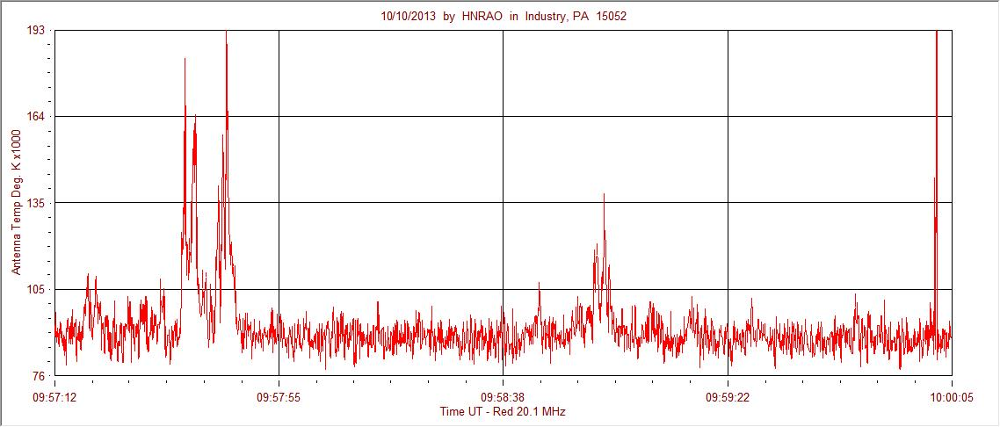 10/10/2013 by HNRAO in Industry, PA 15052
193
164
135
105
76
Antenna Temp Deg. K x1000
09:57:12 09:57:55 09:58:38 09:59:22 10:00:05
Time UT - Red 20.1 MHz